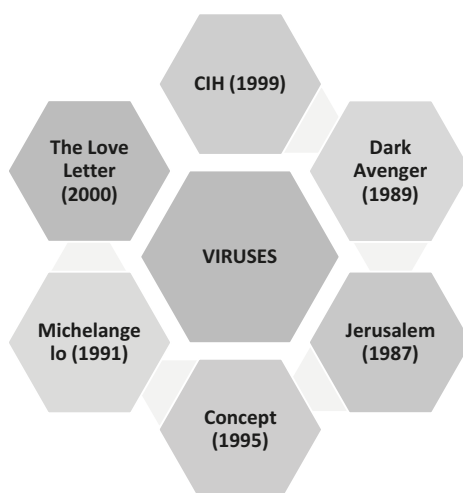 CIH (1999)
The Love
Letter
(2000)
Dark
Avenger
(1989)
VIRUSES
Michelange
lo (1991)
Jerusalem
(1987)
Concept
(1995)